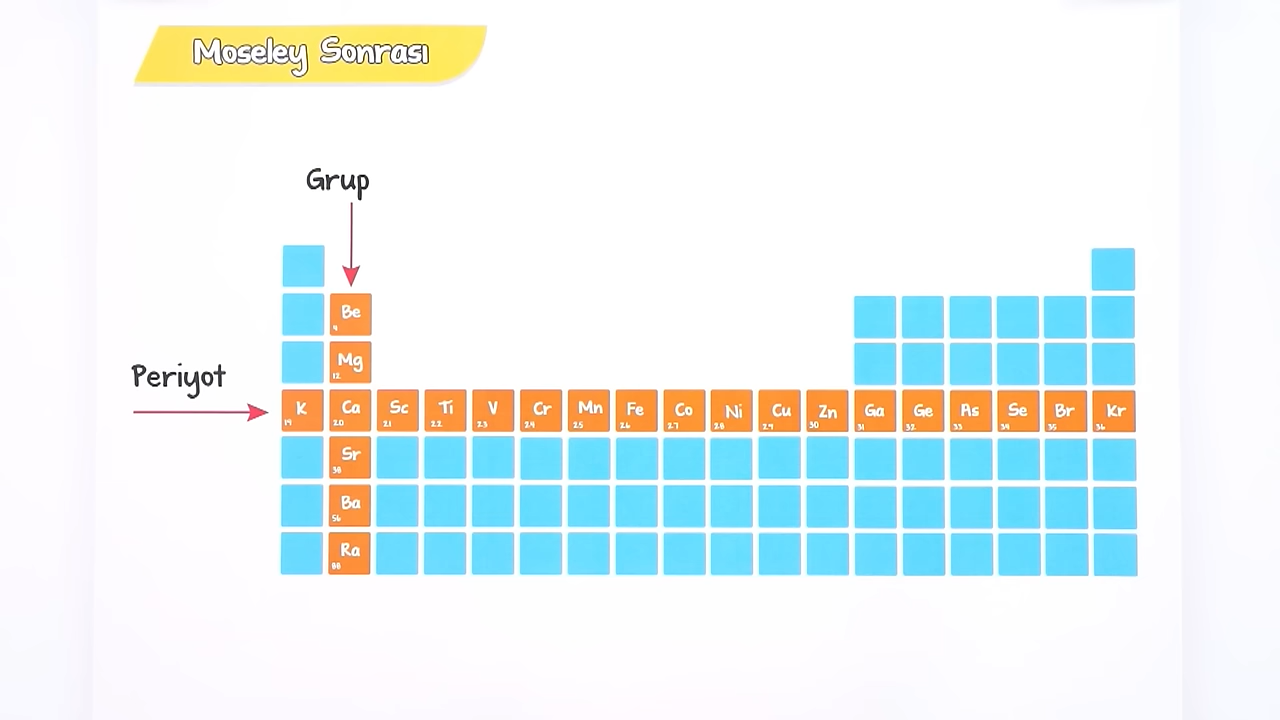 Moseley Sonrası
Grup
Be
4
Mg
12
Periyot
K Ca Sc Ti V Cr Mn Fe Co Ni Cu Zn Ga Ge As Se Br Kr
19 20 21 22 23 24 25 26 27 28 29 30 31 32 33 34 35 36
Sr
38
Ba
56
Ra
88